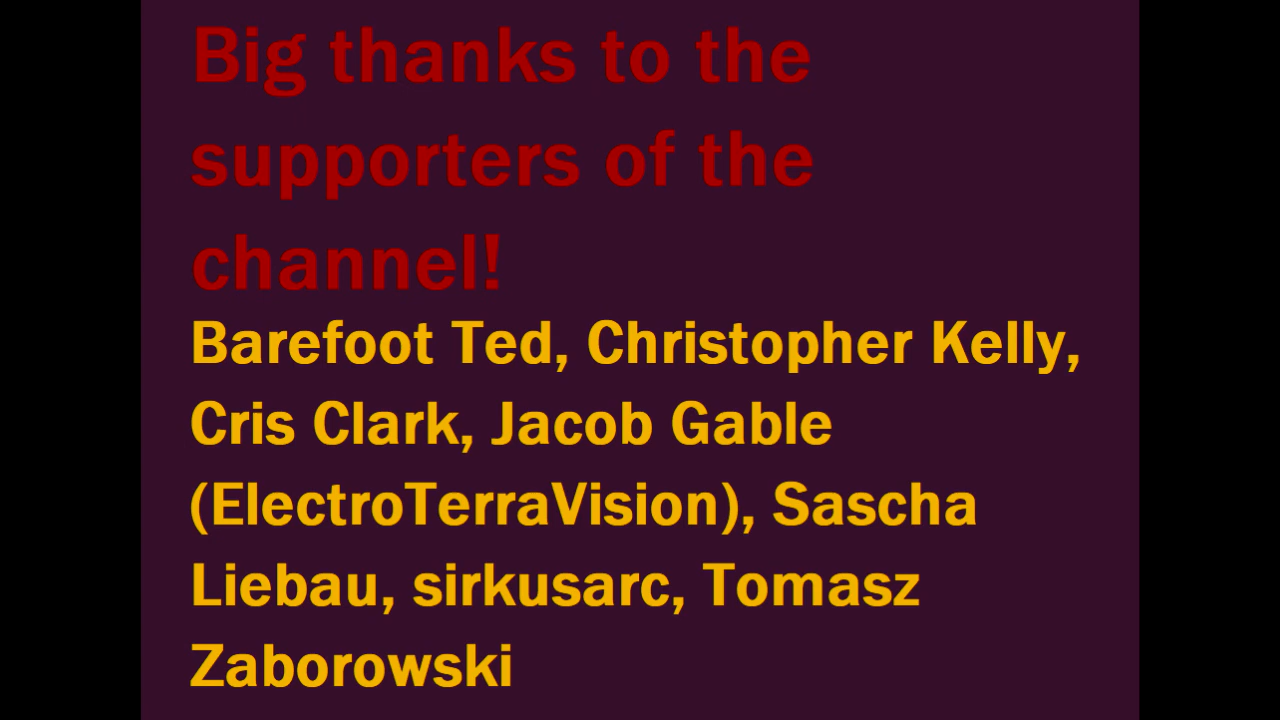 Big thanks to the
supporters of the
channel!
Barefoot Ted, Christopher Kelly,
Cris Clark, Jacob Gable
(ElectroTerraVision), Sascha
Liebau, sirkusarc, Tomasz
Zaborowski